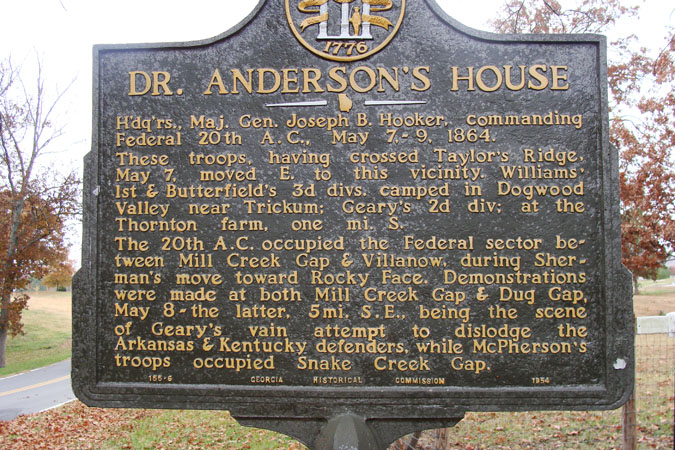 1776
DR. ANDERSON'S HOUSE
H'dq'rs., Maj. Gen. Joseph B. Hooker, commanding
Federal 20th A.C., May 7,-9, 1864.
These troops, having crossed Taylor's Ridge,
May 7, moved E. to this vicinity. Williams'
1st & Butterfield's 3d divs. camped in Dogwood
Valley near Trickum; Geary's 2d div; at the
Thornton farm, one mi. S.
The 20th A.C. occupied the Federal sector be-
tween Mill Creek Gap & Villanow, during Sher-
man's move toward Rocky Face. Demonstrations
were made at both Mill Creek Gap & Dug Gap,
May 8-the latter, 5mi. S.E., being the scene
of Geary's vain attempt to dislodge the
Arkansas & Kentucky defenders, while McPherson's
troops occupied Snake Creek Gap.
155-6 GEORGIA HISTORICAL COMMISSION 1954